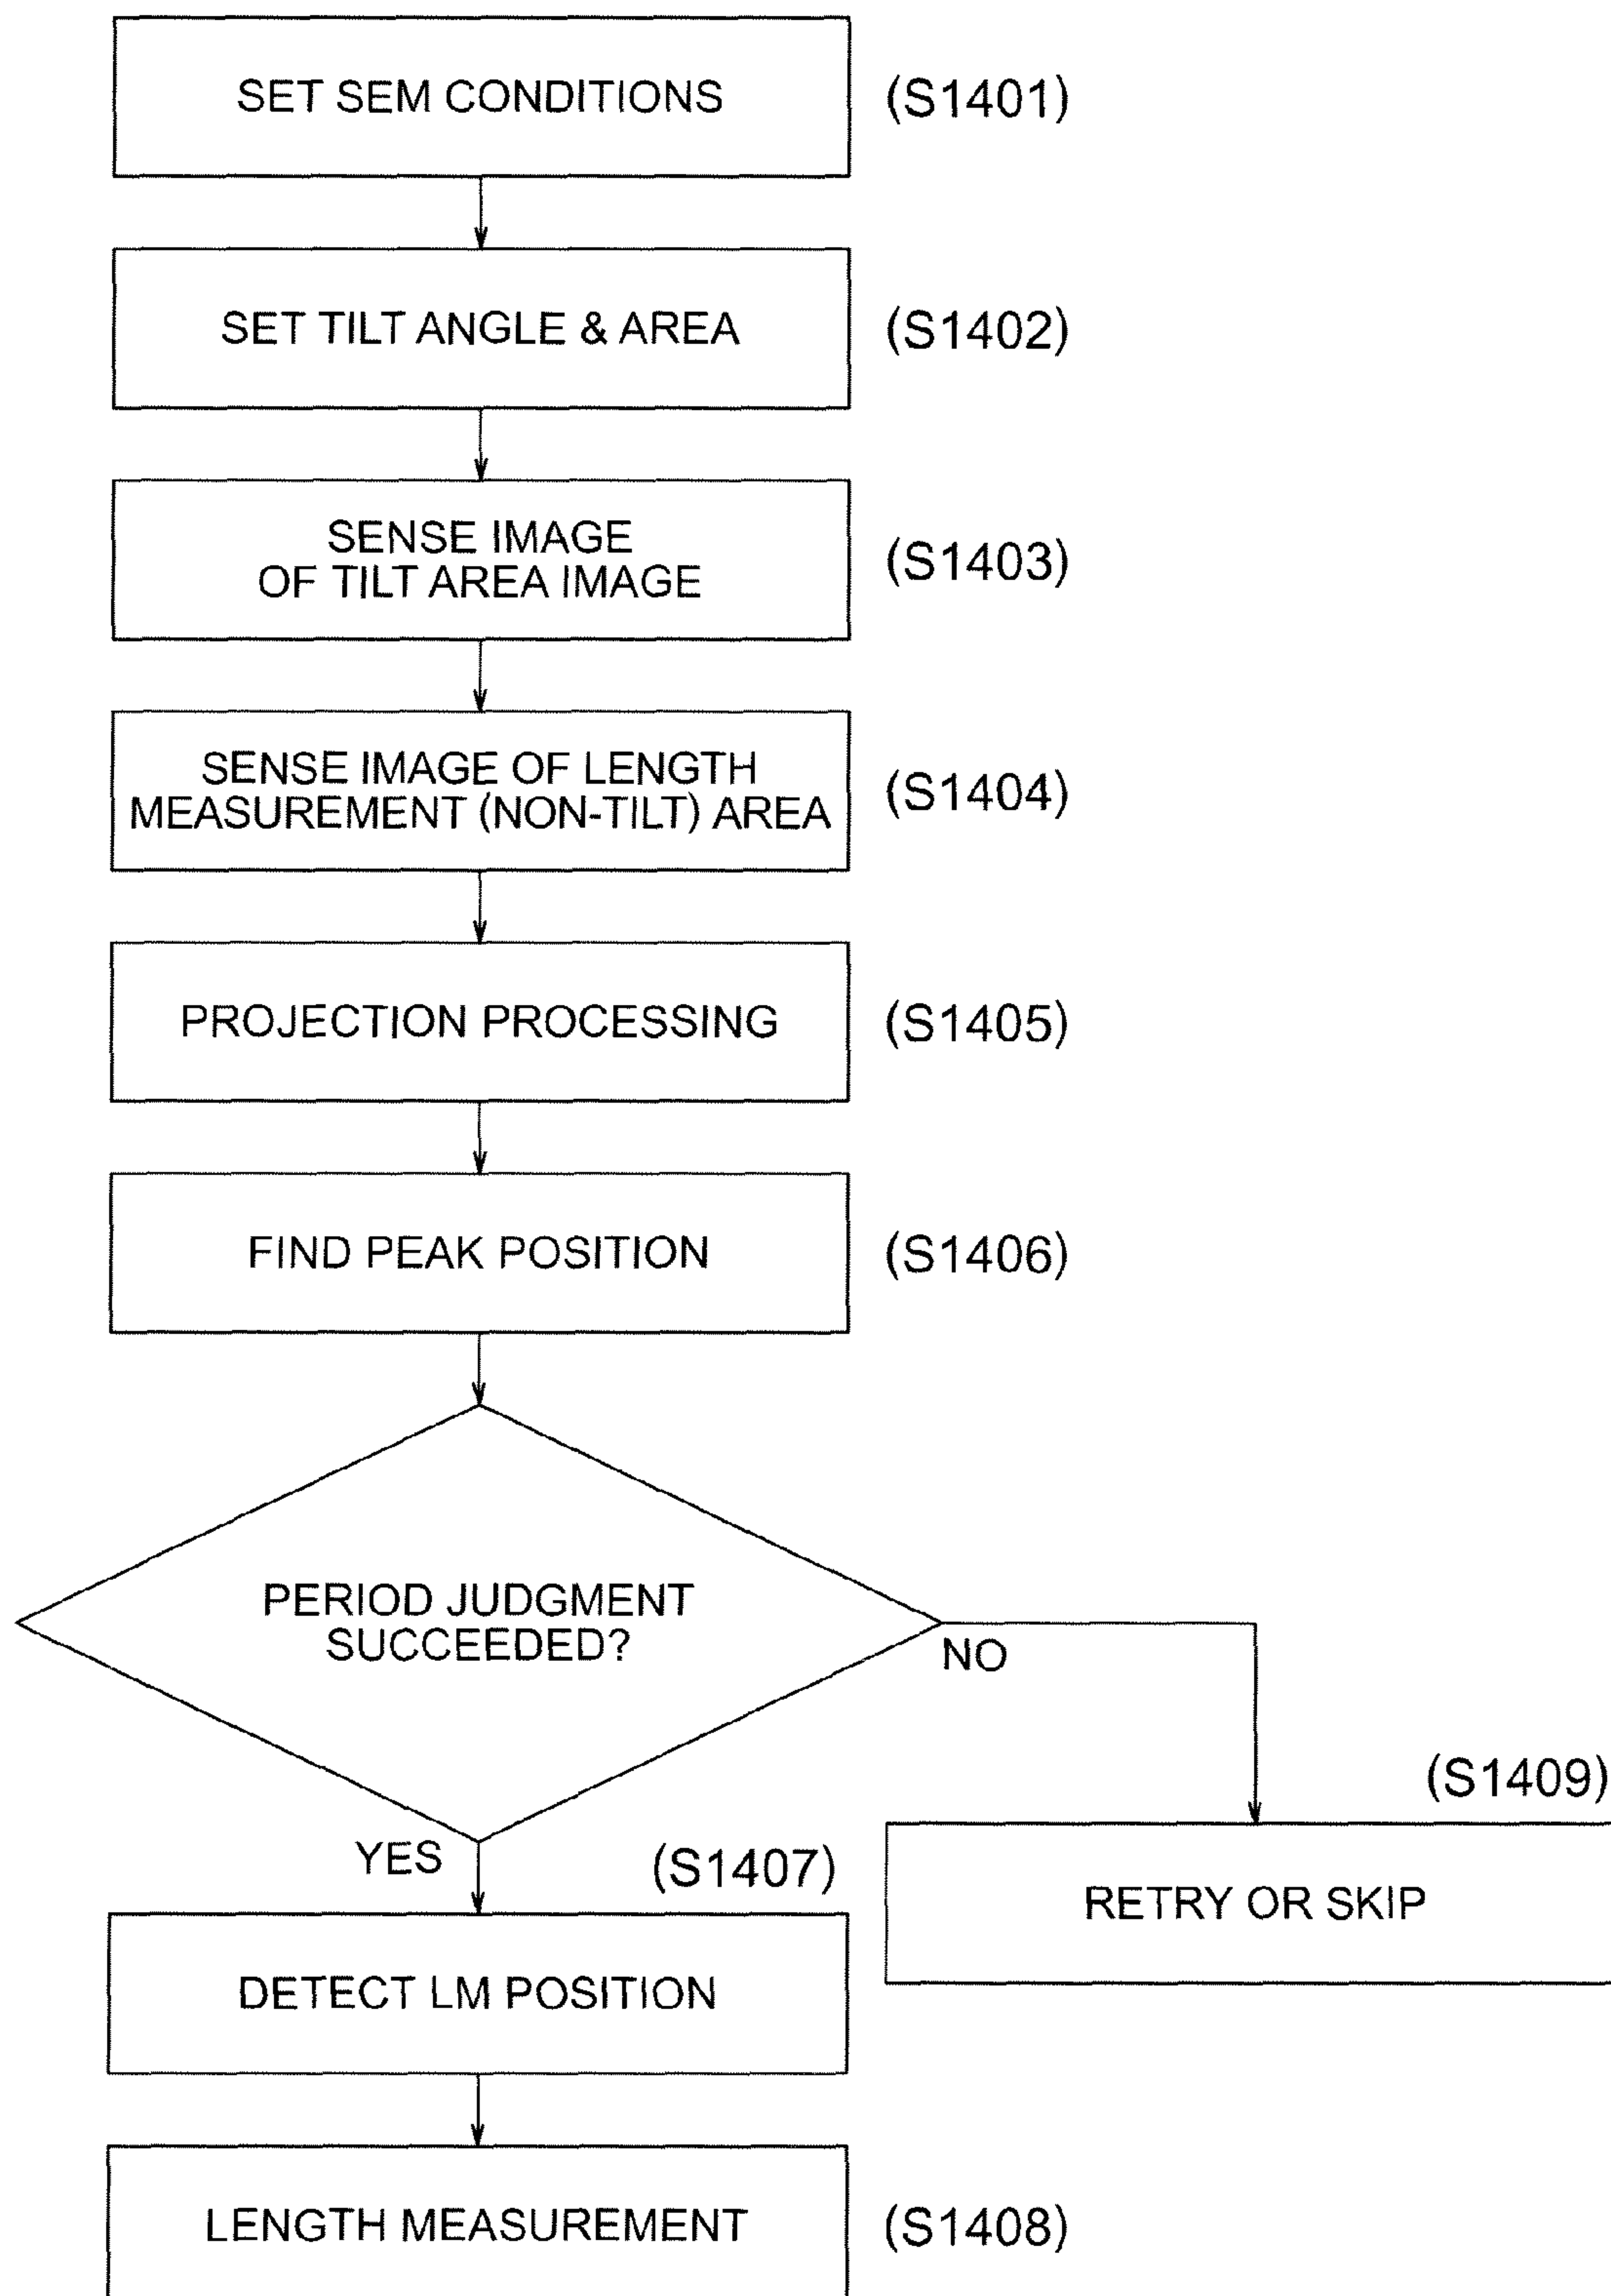 SET SEM CONDITIONS
(S1401)
SET TILT ANGLE & AREA
(S1402)
SENSE IMAGE
OF TILT AREA IMAGE
(S1403)
SENSE IMAGE OF LENGTH
MEASUREMENT (NON-TILT) AREA
(S1404)
PROJECTION PROCESSING
(S1405)
FIND PEAK POSITION
(S1406)
PERIOD JUDGMENT
SUCCEEDED?
NO
YES
(S1409)
RETRY OR SKIP
(S1407)
DETECT LM POSITION
LENGTH MEASUREMENT
(S1408)